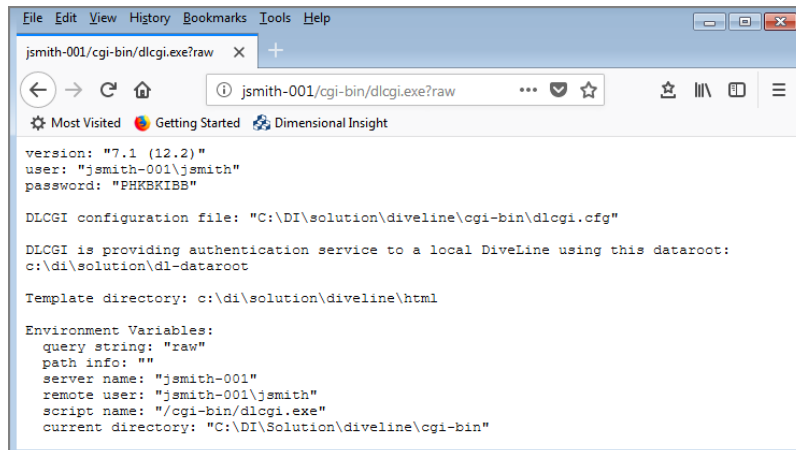 File Edit View History Bookmarks Tools Help
jsmith-001/cgi-bin/dlcgi.exe?raw
jsmith-001/cgi-bin/dlcgi.exe?raw
Most Visited Getting Started Dimensional Insight
version: "7.1 (12.2)"
user: "jsmith-001\jsmith"
password: "PHKBKIBB"
DLCGI configuration file: "C:\DI\solution\diveline\cgi-bin\dlcgi.cfg"
DLCGI is providing authentication service to a local DiveLine using this dataroot:
c:\di\solution\dl-dataroot
Template directory: c:\di\solution\diveline\html
Environment Variables:
query string: "raw"
path info: ""
server name: "jsmith-001"
remote user: "jsmith-001\jsmith"
script name: "/cgi-bin/dlcgi.exe"
current directory: "C:\DI\Solution\diveline\cgi-bin"